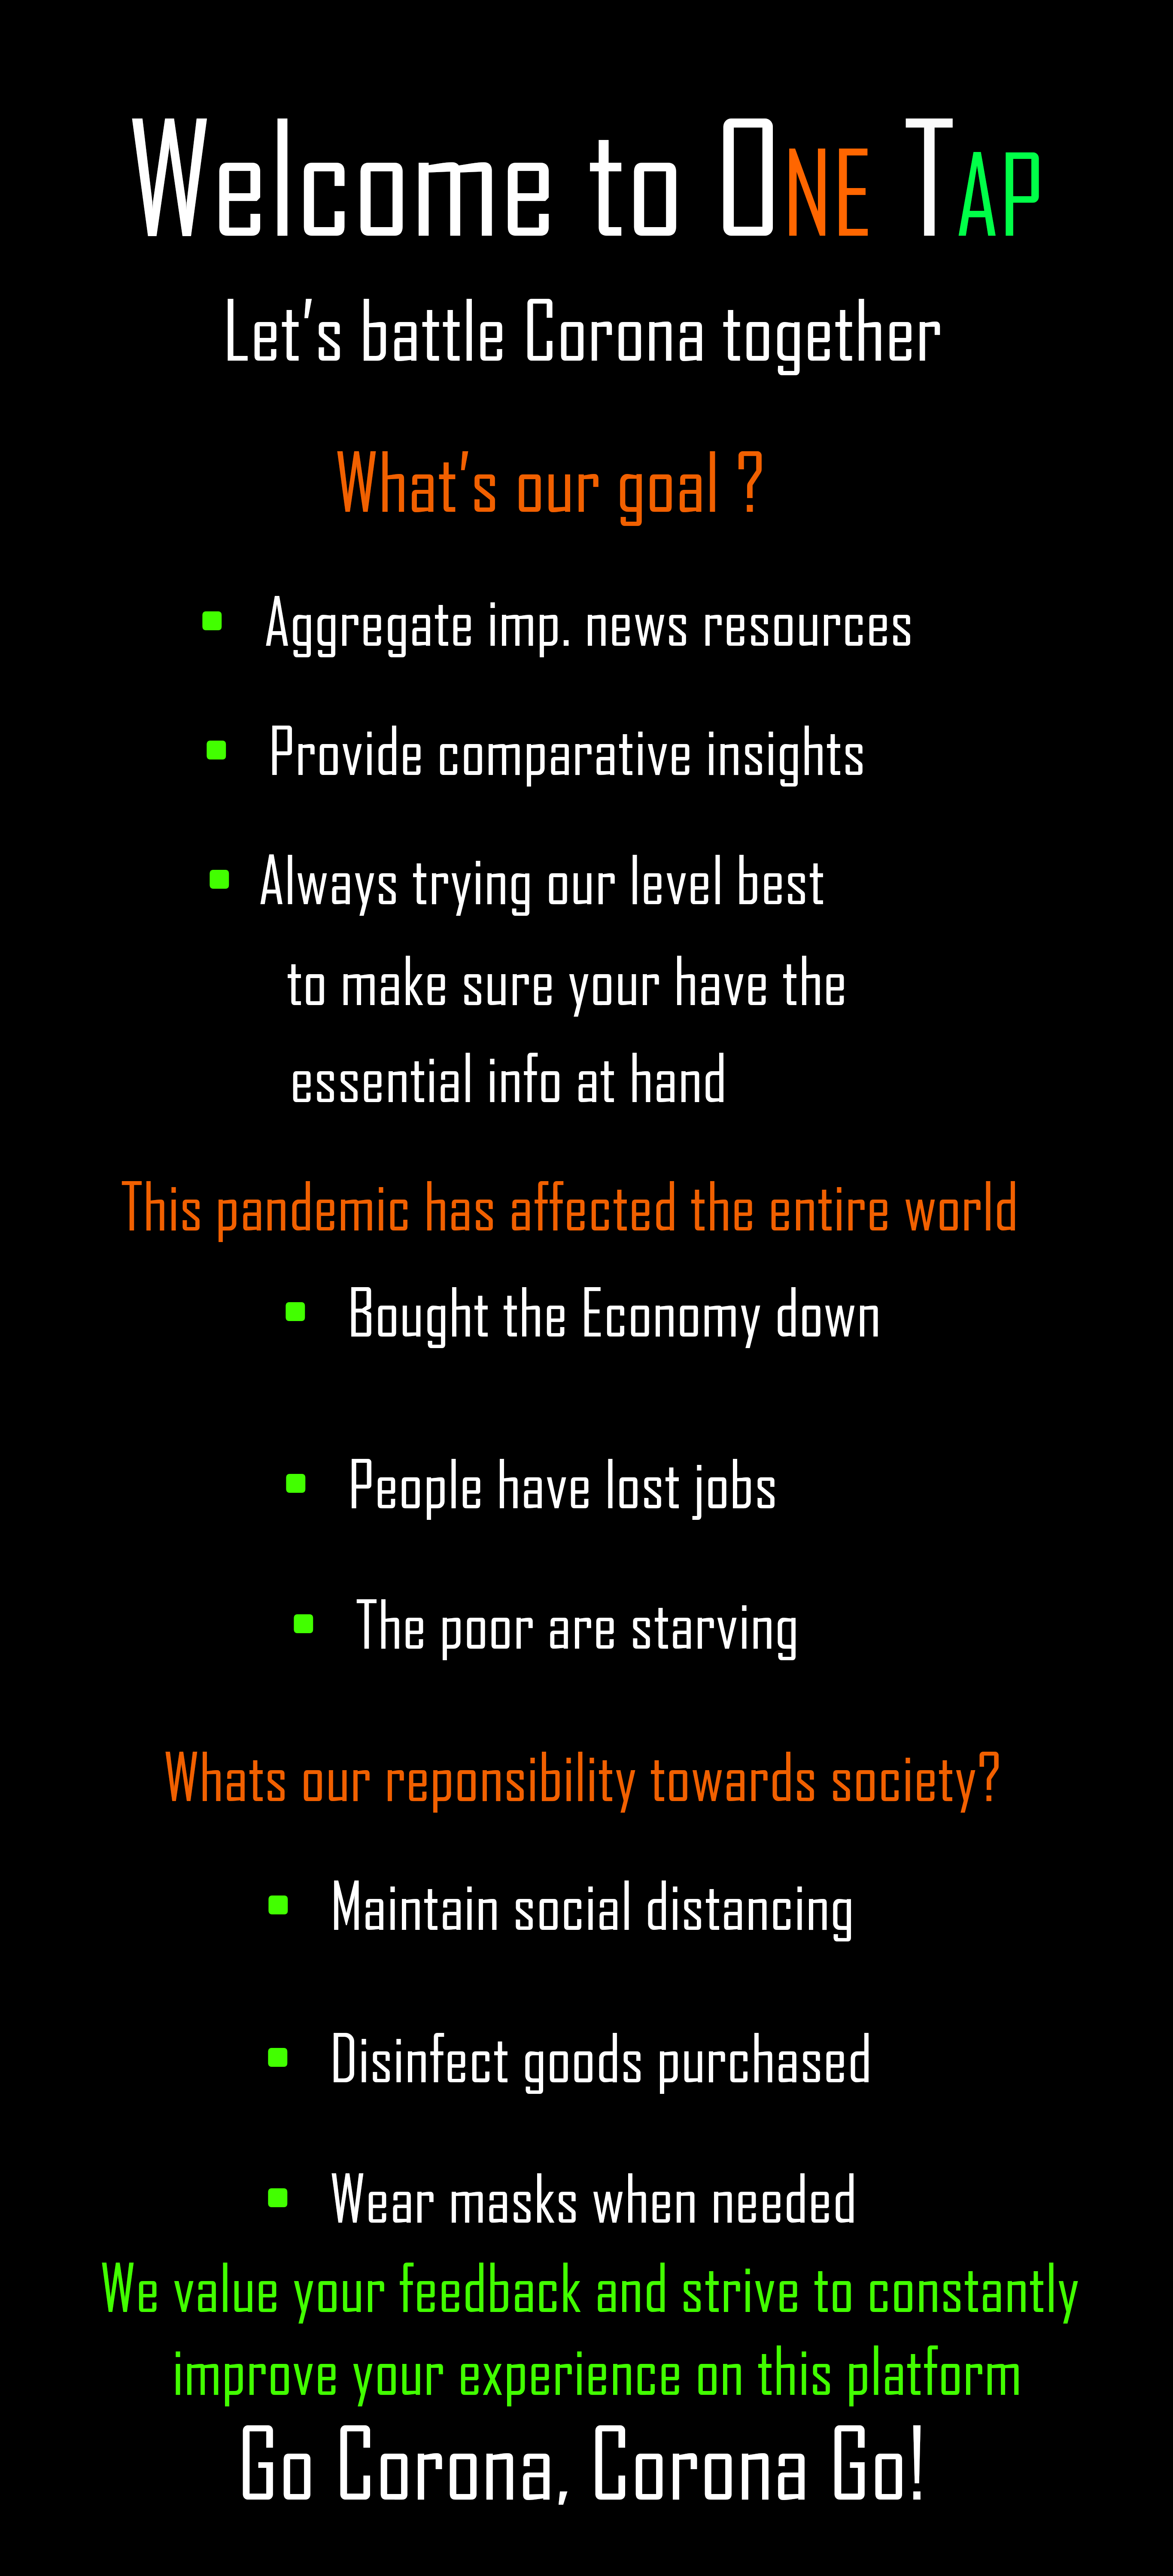 Welcome to ONE TAP
Let's battle Corona together
What's our goal ?
▪ Aggregate imp. news resources
▪ Provide comparative insights
▪ Always trying our level best
to make sure your have the
essential info at hand
This pandemic has affected the entire world
▪ Bought the Economy down
▪ People have lost jobs
▪ The poor are starving
Whats our reponsibility towards society?
▪ Maintain social distancing
▪ Disinfect goods purchased
▪ Wear masks when needed
We value your feedback and strive to constantly
improve your experience on this platform
Go Corona, Corona Go!